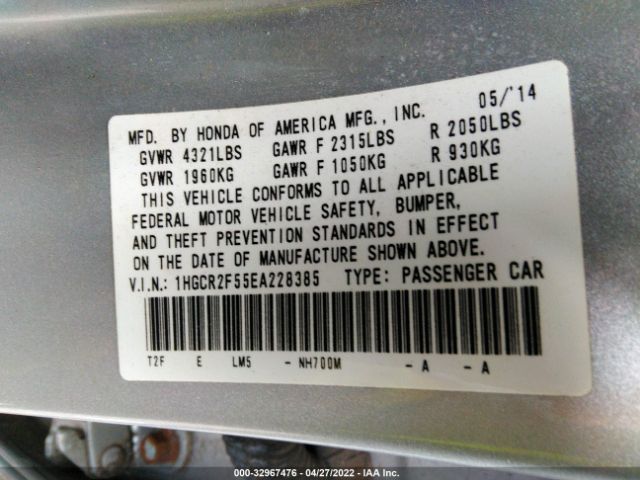 MFD. BY HONDA OF AMERICA MFG., INC. 05/'14
GVWR 4321LBS GAWR F 2315LBS R 2050LBS
GVWR 1960KG GAWR F 1050KG R 930KG
THIS VEHICLE CONFORMS TO ALL APPLICABLE
FEDERAL MOTOR VEHICLE SAFETY, BUMPER,
AND THEFT PREVENTION STANDARDS IN EFFECT
ON THE DATE OF MANUFACTURE SHOWN ABOVE.
V.I.N.: 1HGCR2F55EA228385 TYPE: PASSENGER CAR
T2F E LM5 - NH700M - A - A
000-32967476 - 04/27/2022 - IAA Inc.